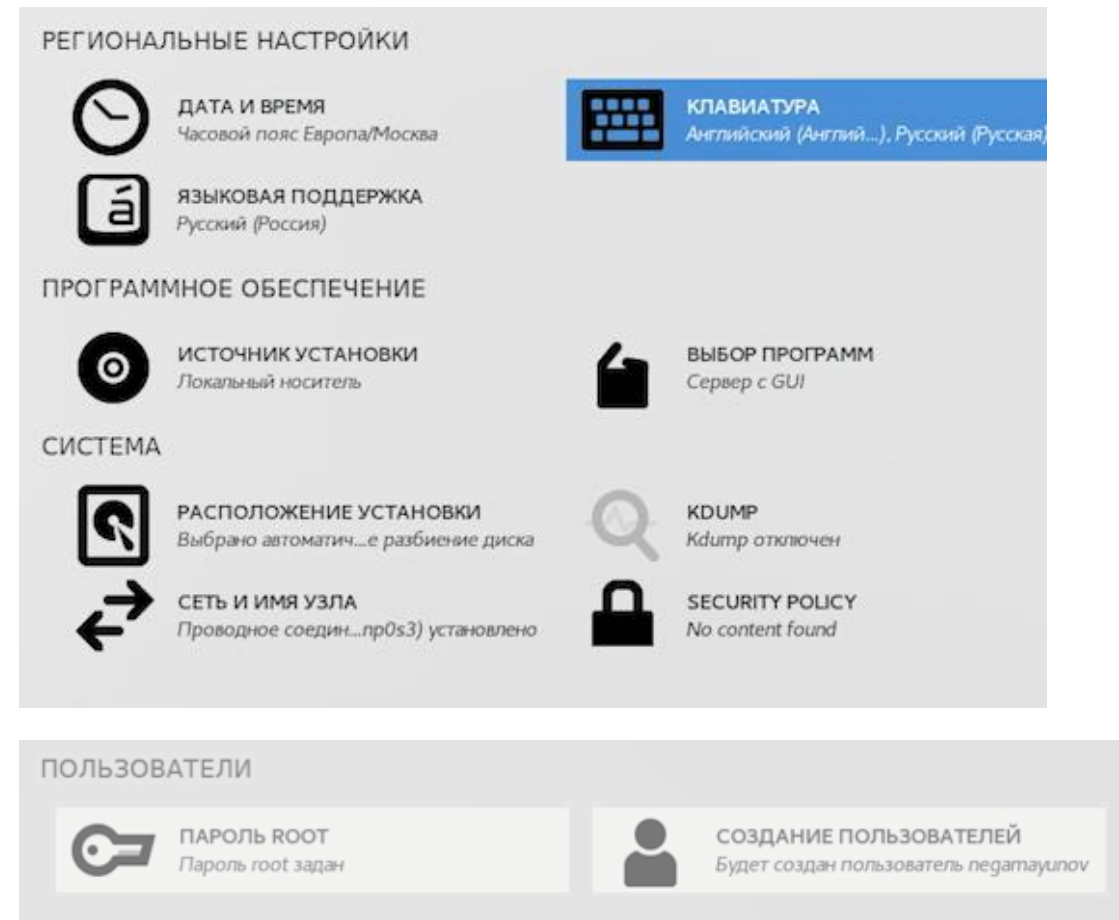 РЕГИОНАЛЬНЫЕ НАСТРОЙКИ
ДАТА И ВРЕМЯ
Часовой пояс Европа/Москва
КЛАВИАТУРА
Английский (Англий...), Русский (Русская)
ЯЗЫКОВАЯ ПОДДЕРЖКА
Русский (Россия)
ПРОГРАММНОЕ ОБЕСПЕЧЕНИЕ
ИСТОЧНИК УСТАНОВКИ
Локальный носитель
ВЫБОР ПРОГРАММ
Сервер с GUI
СИСТЕМА
РАСПОЛОЖЕНИЕ УСТАНОВКИ
Выбрано автоматич...е разбиение диска
KDUMP
Kdump отключен
СЕТЬ И ИМЯ УЗЛА
Проводное соедин...np0s3) установлено
SECURITY POLICY
No content found
ПОЛЬЗОВАТЕЛИ
ПАРОЛЬ ROOT
Пароль root задан
СОЗДАНИЕ ПОЛЬЗОВАТЕЛЕЙ
Будет создан пользователь negamayunov